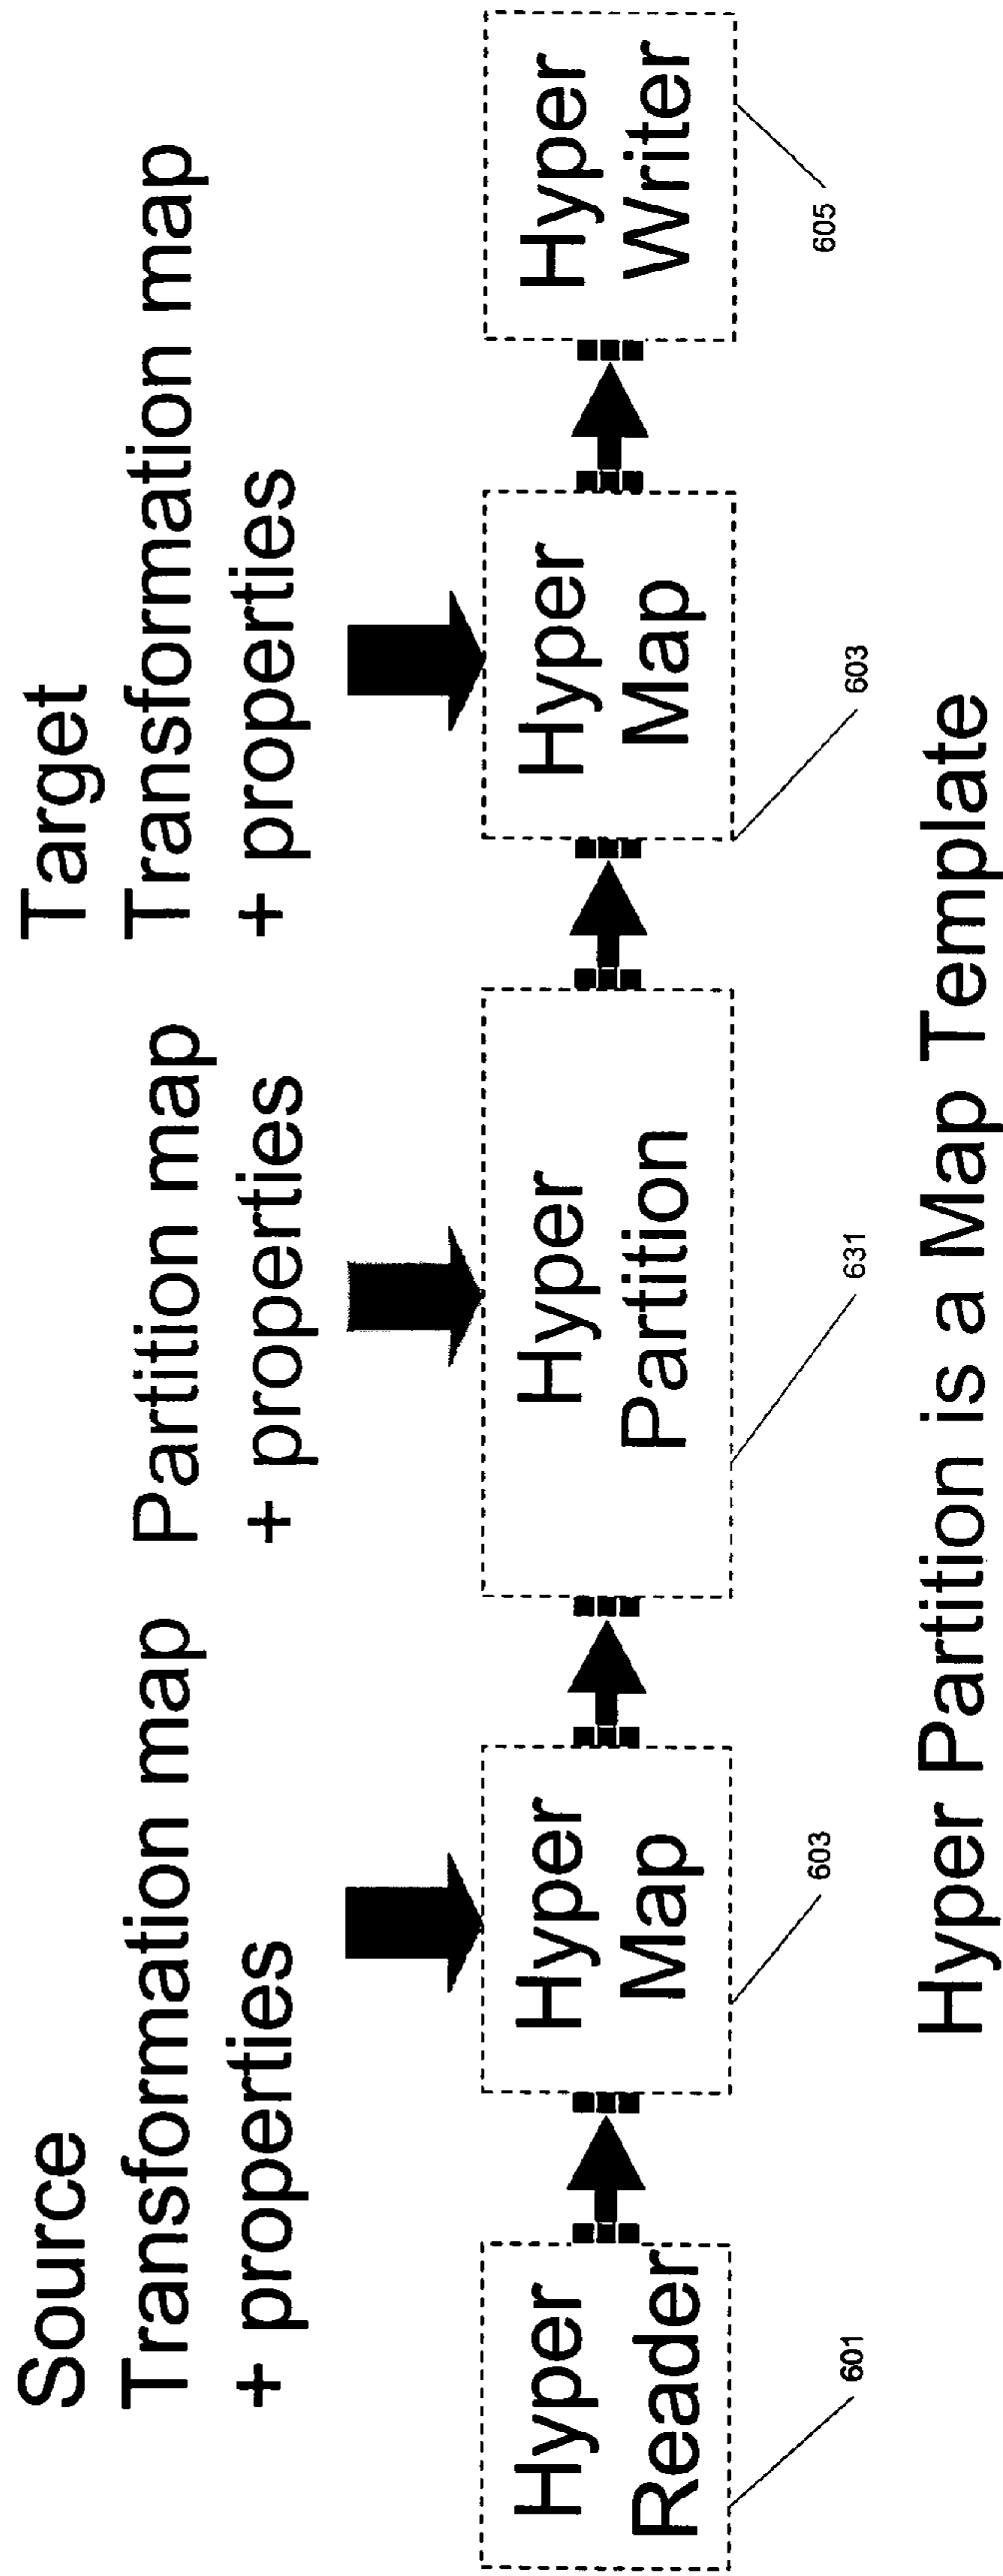 Source
Transformation map
+ properties
Partition map
+ properties
Target
Transformation map
+ properties
Hyper
Reader
Hyper
Map
Hyper
Partition
Hyper
Map
Hyper
Writer
601
603
631
603
605
Hyper Partition is a Map Template